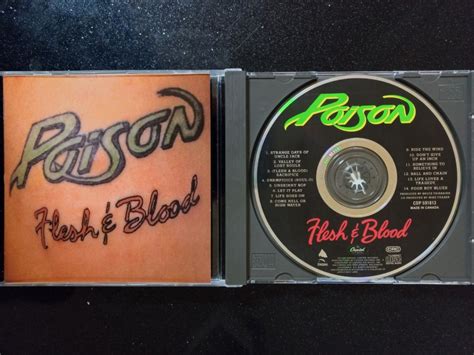 Poison
Flesh & Blood
Poison
1. STRANGE DAYS OF
UNCLE JACK
2. VALLEY OF
LOST SOULS
3. (FLESH & BLOOD)
SACRIFICE
4. SWAMPJUICE (SOUL-O)
5. UNSKINNY BOP
6. LET IT PLAY
7. LIFE GOES ON
8. COME HELL OR
HIGH WATER
9. RIDE THE WIND
10. DON'T GIVE
UP AN INCH
11. SOMETHING TO
BELIEVE IN
12. BALL AND CHAIN
13. LIFE LOVES A
TRAGEDY
14. POOR BOY BLUES
MADE IN CANADA
Flesh & Blood
Capitol